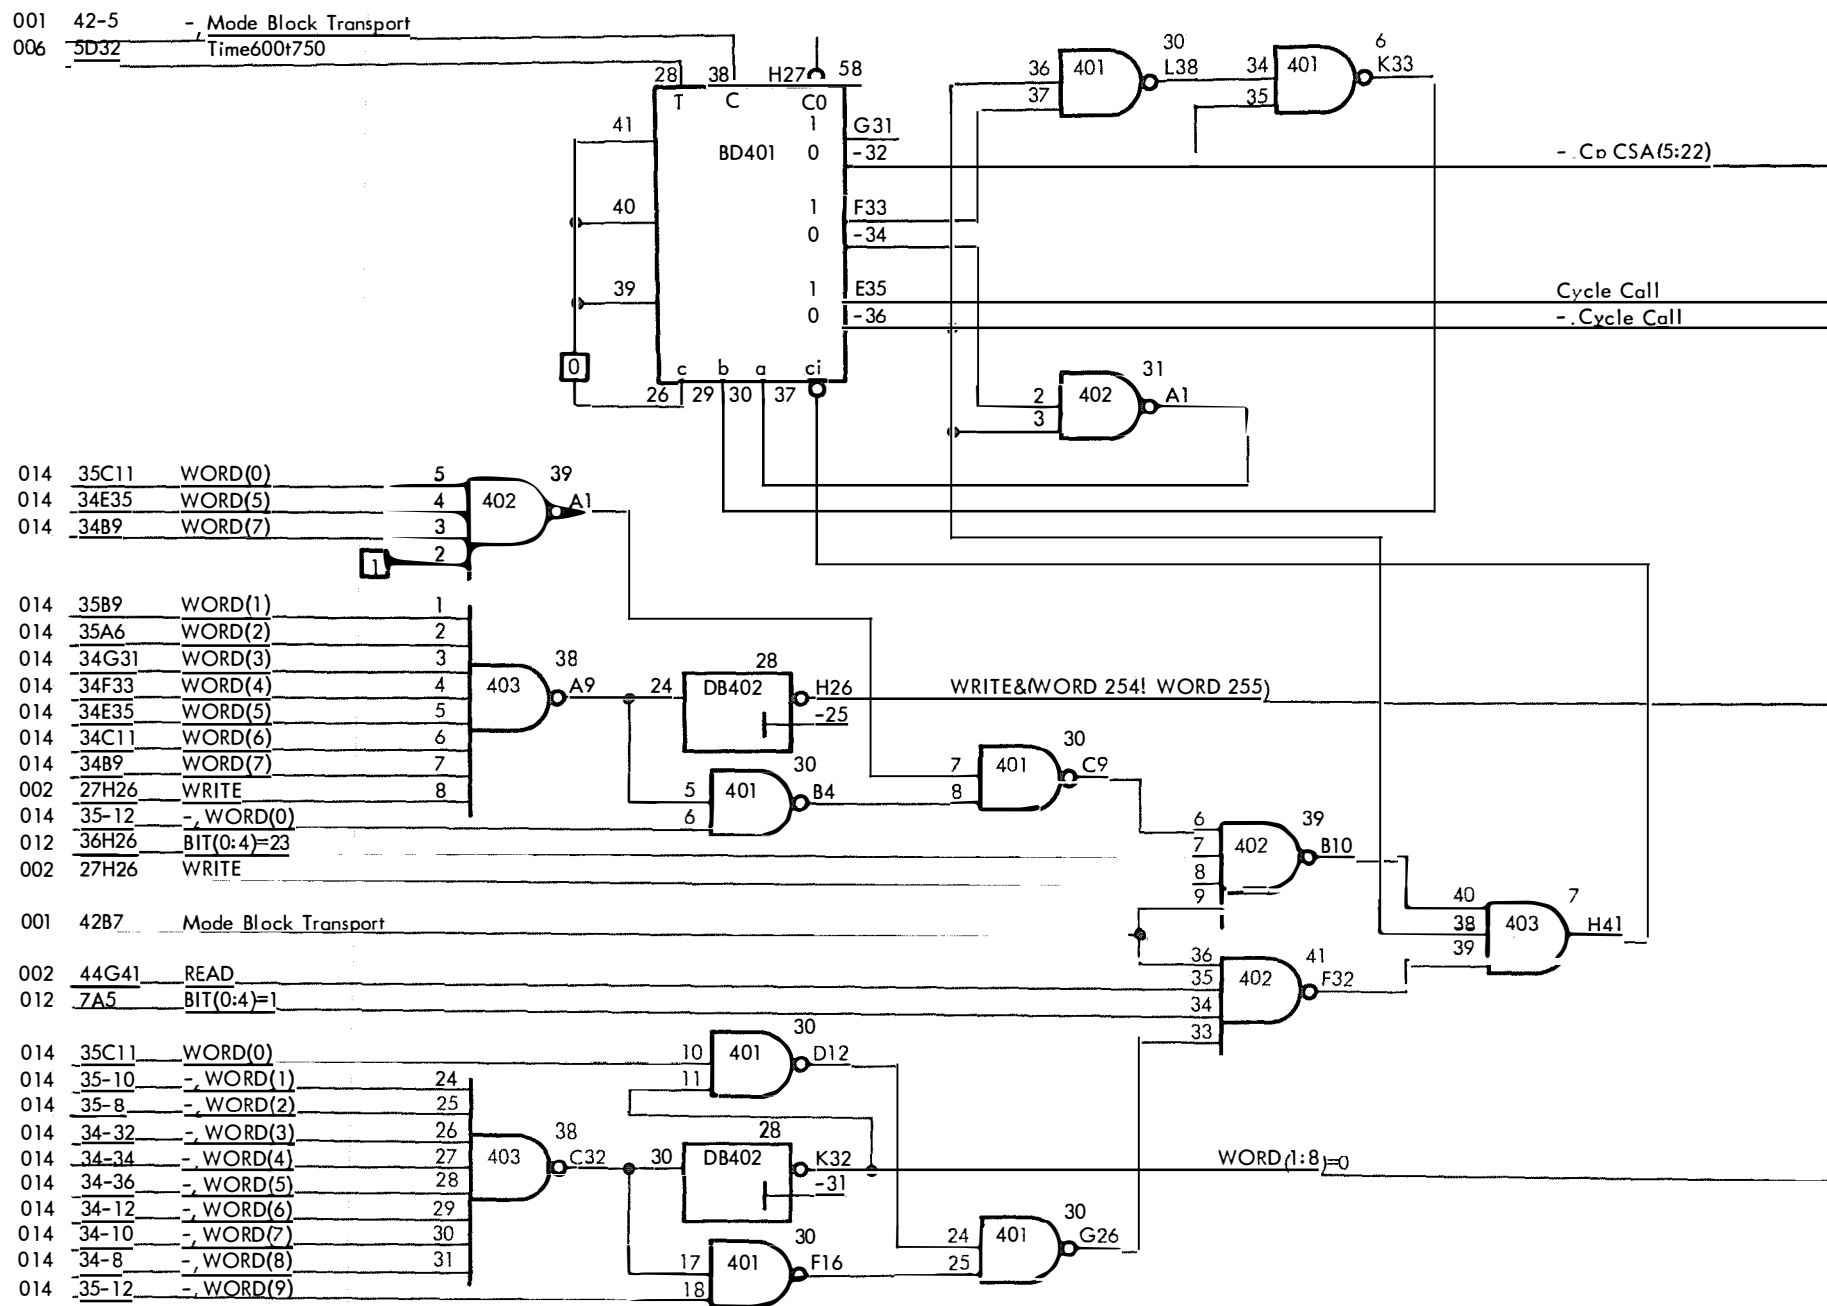 001 42-5 -, Mode Block Transport
006 5D32 Time600t750
28 38 H27 58
T C C0
41 1 G31
BD401 0 -32
-,Cp CSA(5:22)
40 1 F33
0 -34
39 1 E35 Cycle Call
0 -36 -,Cycle Call
0 c b a ci
26 29 30 37
36 401 30 L38 34 401 6 K33
37 35
31
2 402 A1
3
014 35C11 WORD(0) 5 39
014 34E35 WORD(5) 4 402 A1
014 34B9 WORD(7) 3
1 2
014 35B9 WORD(1) 1
014 35A6 WORD(2) 2
014 34G31 WORD(3) 3 38 28
014 34F33 WORD(4) 4 403 A9 24 DB402 H26 WRITE&(WORD 254! WORD 255)
014 34E35 WORD(5) 5 -25
014 34C11 WORD(6) 6 30
014 34B9 WORD(7) 7 30 7 401 C9
002 27H26 WRITE 8 5 401 B4 8
014 35-12 -, WORD(0) 6
012 36H26 BIT(0:4)=23 6 39
7 402 B10
002 27H26 WRITE 8
9 40 7
001 42B7 Mode Block Transport 38 403 H41
39
002 44G41 READ 36 41
35 402 F32
012 7A5 BIT(0:4)=1 34
33
30
014 35C11 WORD(0) 10 401 D12
014 35-10 -, WORD(1) 24 11
014 35-8 -, WORD(2) 25
014 34-32 -, WORD(3) 26 38 28
014 34-34 -, WORD(4) 27 403 C32 30 DB402 K32 WORD(1:8)=0
014 34-36 -, WORD(5) 28 -31
014 34-12 -, WORD(6) 29 30
014 34-10 -, WORD(7) 30 30 24 401 G26
014 34-8 -, WORD(8) 31 17 401 F16 25
014 35-12 -, WORD(9) 18